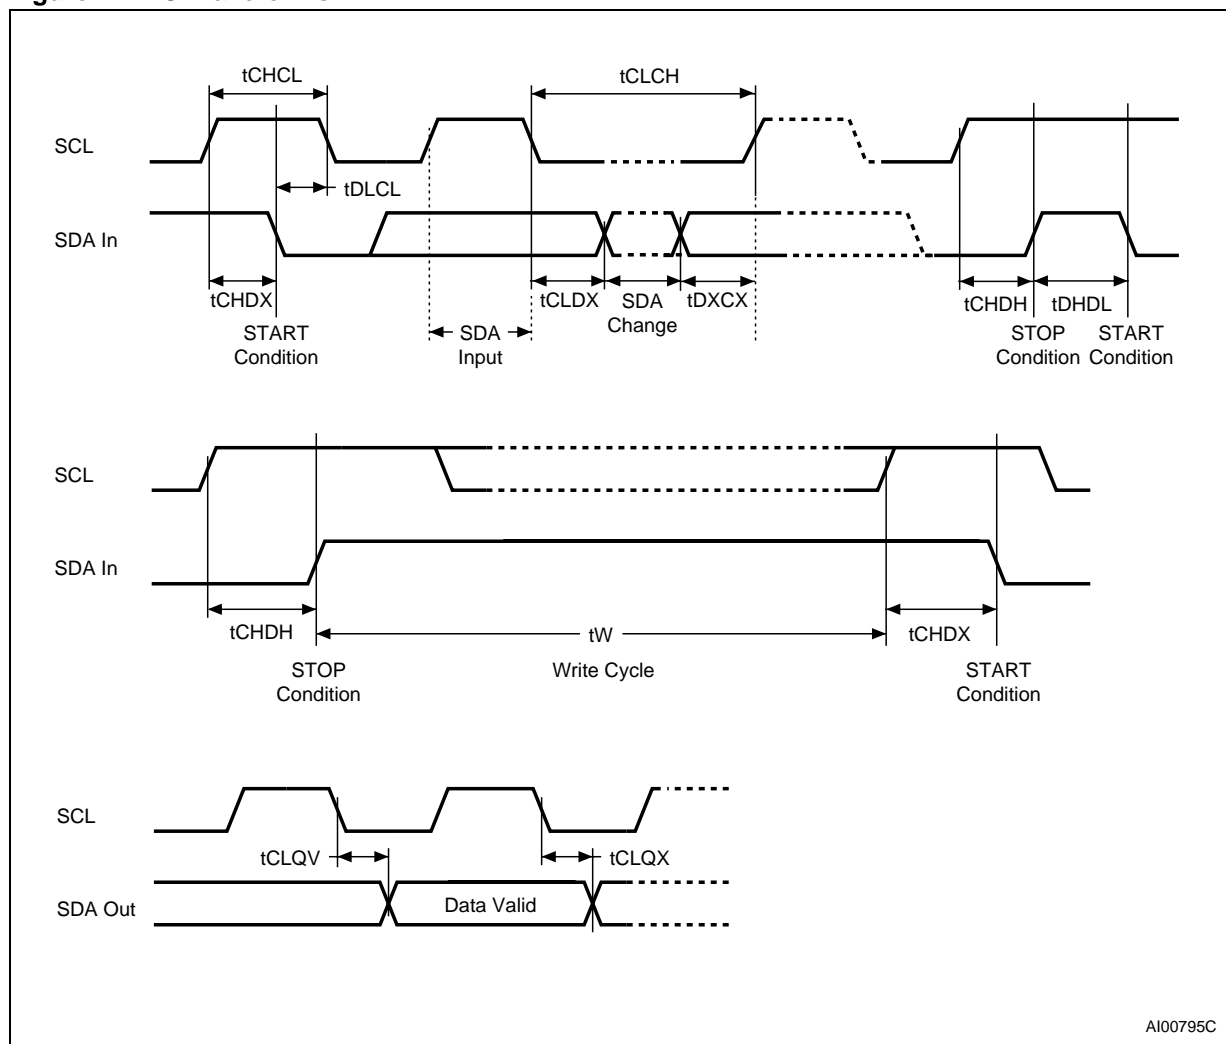 tCHCL
tCLCH
SCL
tDLCL
SDA In
tCHDX
tCLDX
SDA
Change
tDXCX
tCHDH
tDHDL
START
Condition
SDA
Input
STOP
Condition
START
Condition
SCL
SDA In
tCHDH
tW
tCHDX
STOP
Condition
Write Cycle
START
Condition
SCL
tCLQV
tCLQX
SDA Out
Data Valid
AI00795C